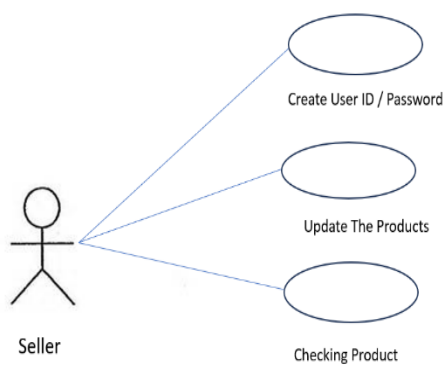 Create User ID / Password
Update The Products
Seller
Checking Product